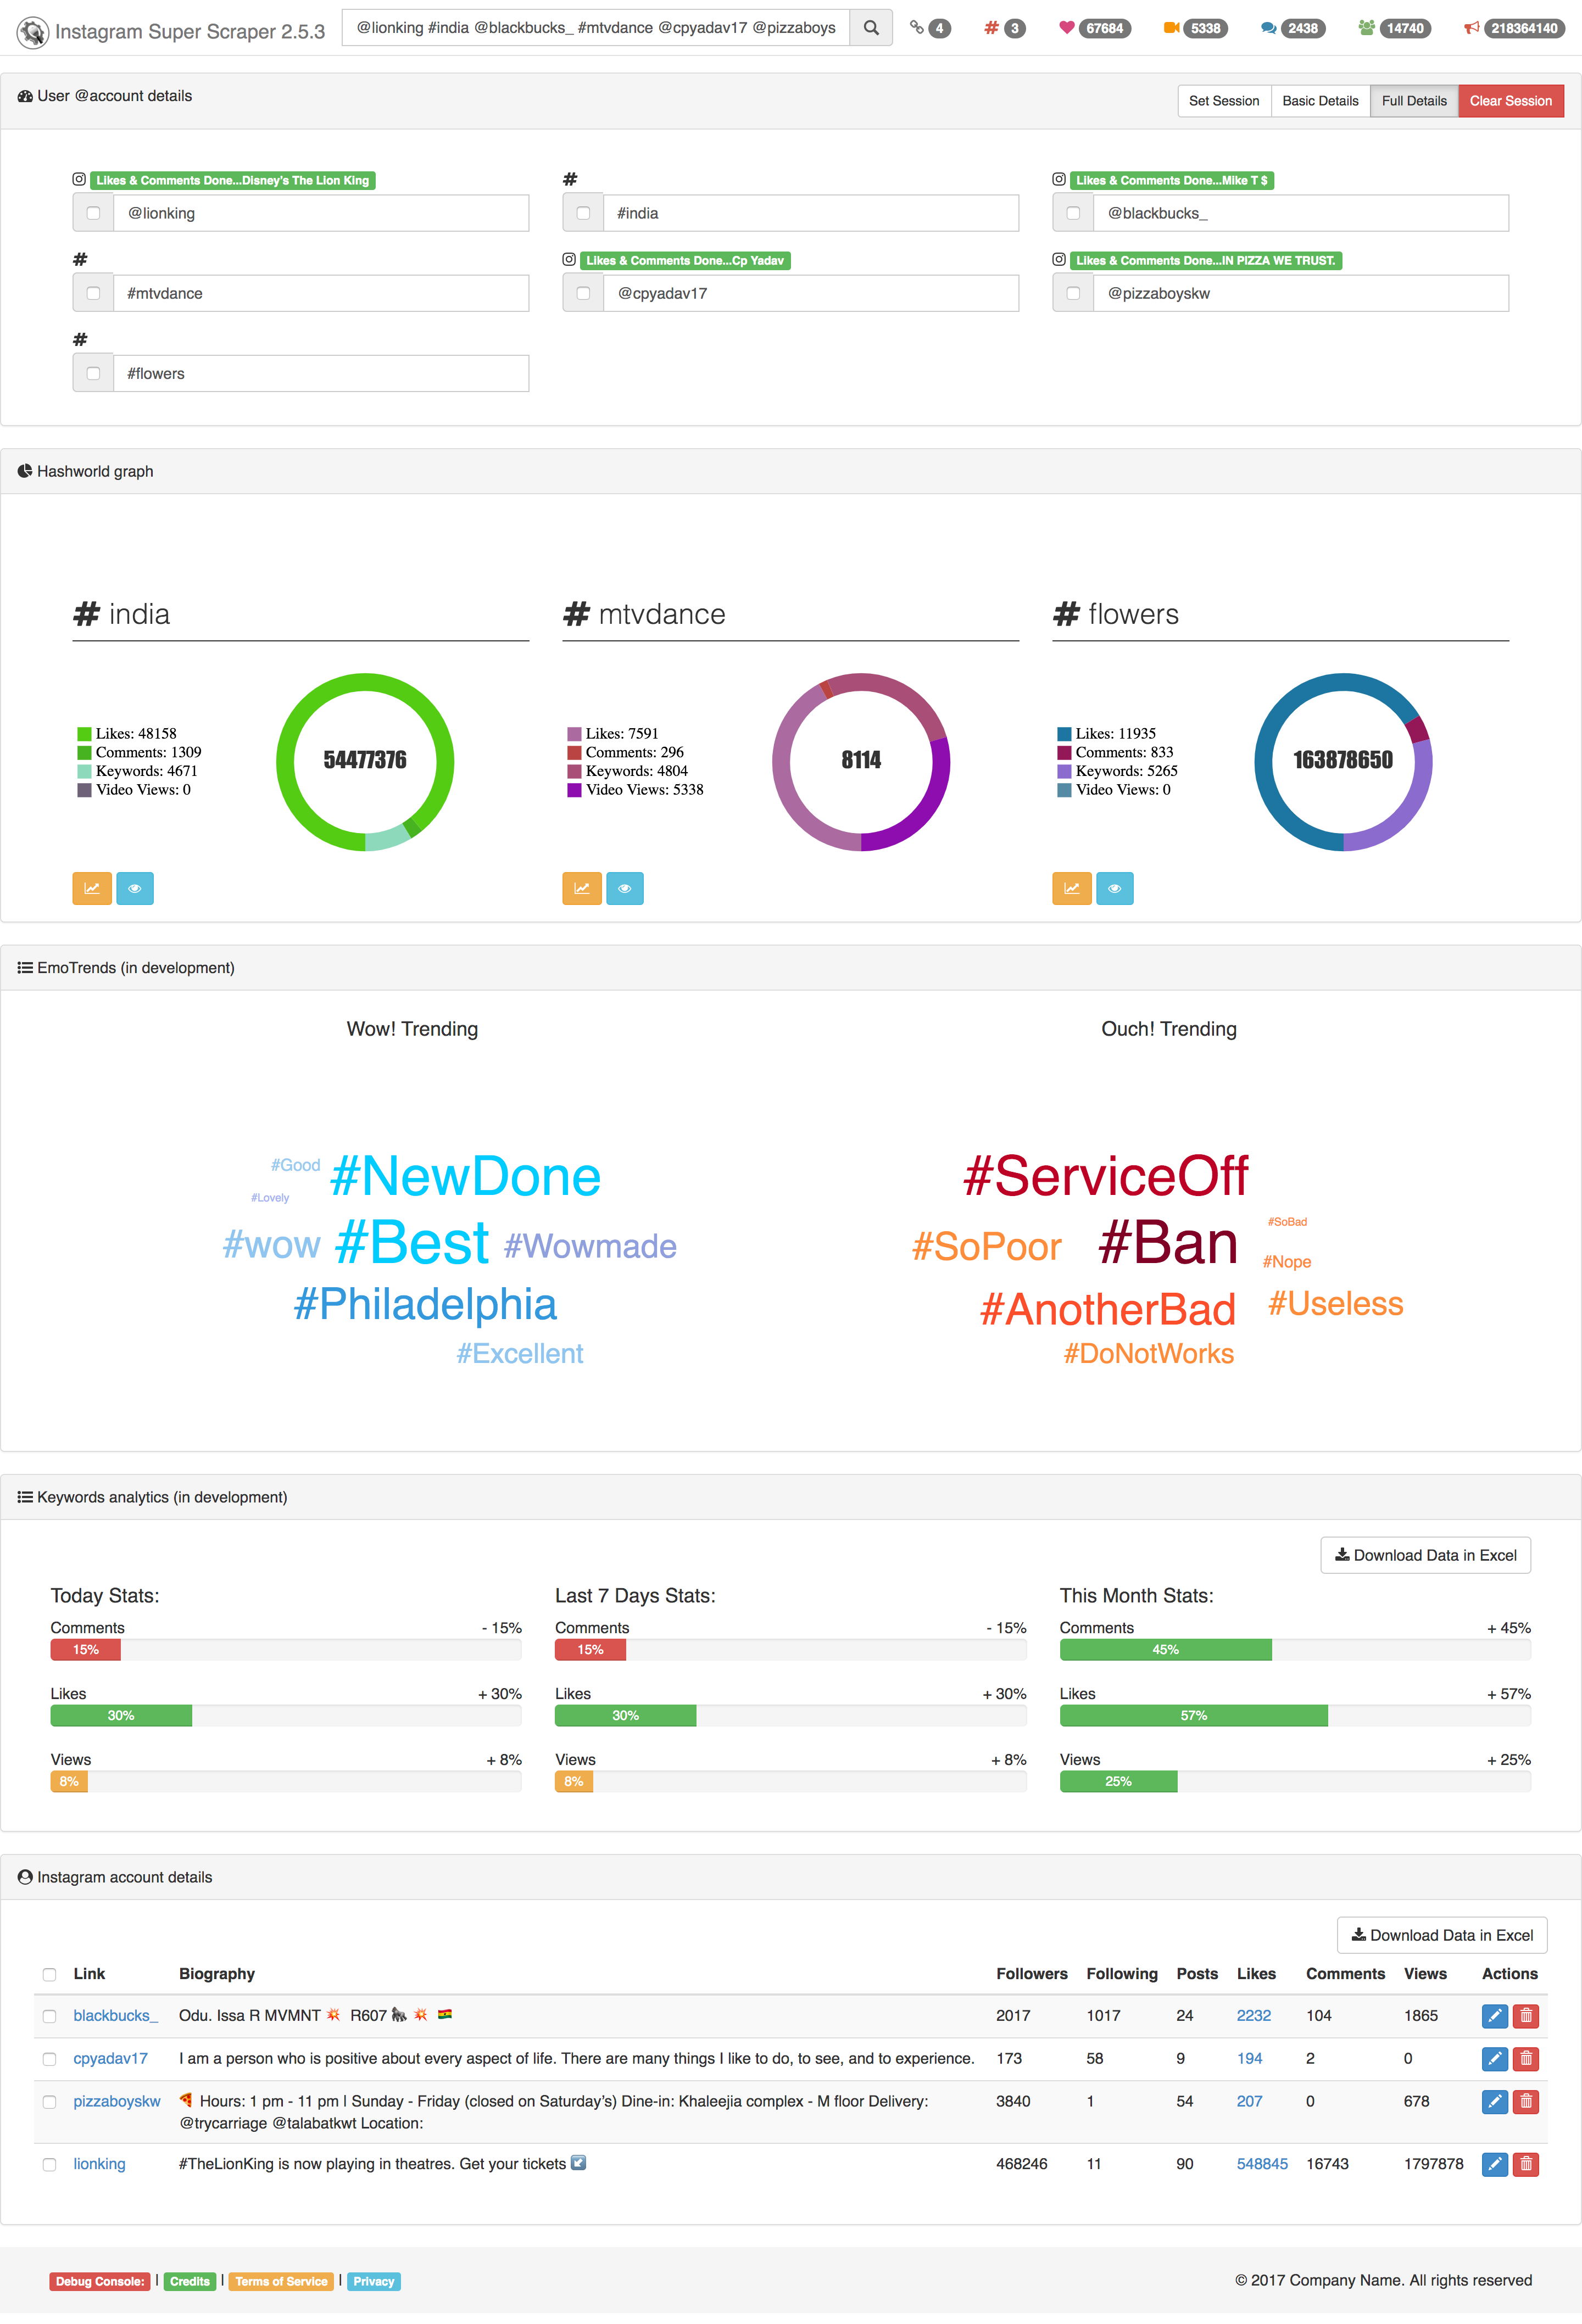 Instagram Super Scraper 2.5.3
@lionking #india @blackbucks_ #mtvdance @cpyadav17 @pizzaboys
4
# 3
67684
5338
2438
14740
218364140
User @account details
Set Session
Basic Details
Full Details
Clear Session
Likes & Comments Done...Disney's The Lion King
#
Likes & Comments Done...Mike T $
@lionking
#india
@blackbucks_
#
Likes & Comments Done...Cp Yadav
Likes & Comments Done...IN PIZZA WE TRUST.
#mtvdance
@cpyadav17
@pizzaboyskw
#
#flowers
Hashworld graph
# india
Likes: 48158
Comments: 1309
Keywords: 4671
Video Views: 0
54477376
# mtvdance
Likes: 7591
Comments: 296
Keywords: 4804
Video Views: 5338
8114
# flowers
Likes: 11935
Comments: 833
Keywords: 5265
Video Views: 0
163878650
EmoTrends (in development)
Wow! Trending
#Good
#NewDone
#Lovely
#wow
#Best
#Wowmade
#Philadelphia
#Excellent
Ouch! Trending
#ServiceOff
#SoBad
#SoPoor
#Ban
#Nope
#AnotherBad
#Useless
#DoNotWorks
Keywords analytics (in development)
Download Data in Excel
Today Stats:
Comments - 15%
15%
Likes + 30%
30%
Views + 8%
8%
Last 7 Days Stats:
Comments - 15%
15%
Likes + 30%
30%
Views + 8%
8%
This Month Stats:
Comments + 45%
45%
Likes + 57%
57%
Views + 25%
25%
Instagram account details
Download Data in Excel
Link Biography Followers Following Posts Likes Comments Views Actions
blackbucks_ Odu. Issa R MVMNT 💥 R607 🦍 💥 🇬🇭 2017 1017 24 2232 104 1865
cpyadav17 I am a person who is positive about every aspect of life. There are many things I like to do, to see, and to experience. 173 58 9 194 2 0
pizzaboyskw 🍕 Hours: 1 pm - 11 pm | Sunday - Friday (closed on Saturday's) Dine-in: Khaleejia complex - M floor Delivery: 3840 1 54 207 0 678
@trycarriage @talabatkwt Location:
lionking #TheLionKing is now playing in theatres. Get your tickets ↙️ 468246 11 90 548845 16743 1797878
Debug Console: | Credits | Terms of Service | Privacy
© 2017 Company Name. All rights reserved